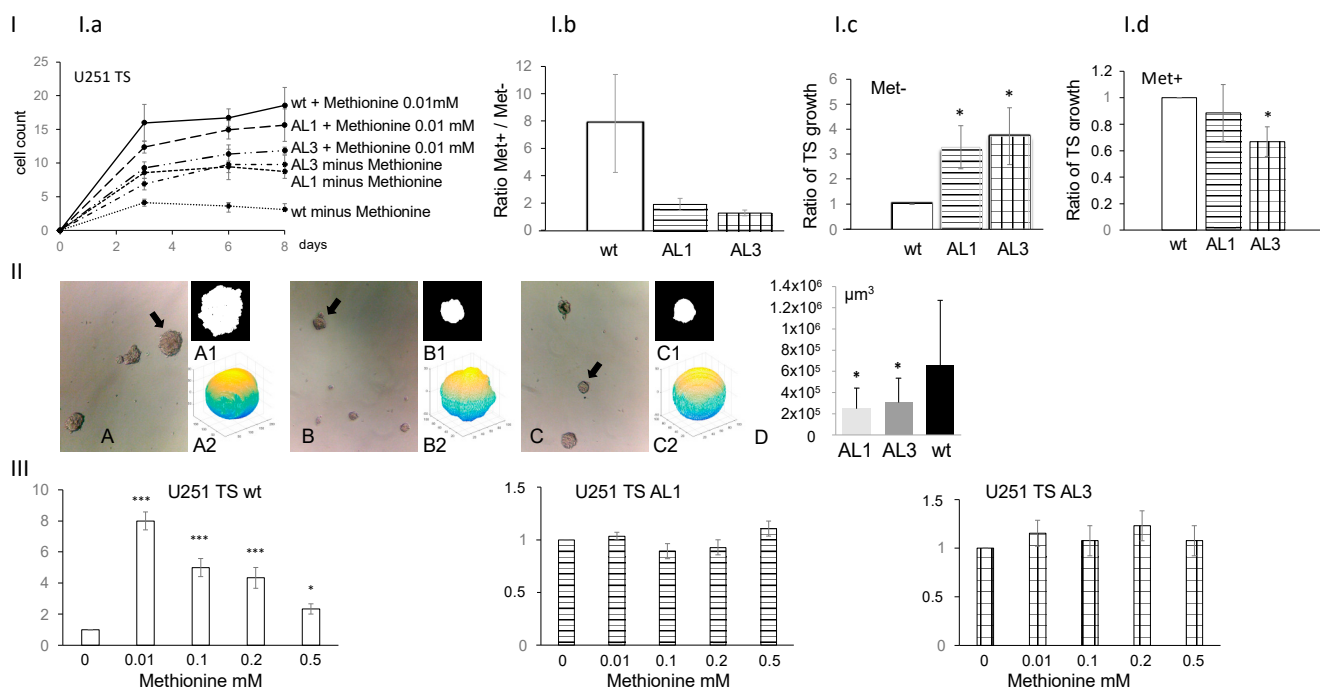 I
I.a
I.b
I.c
I.d
25
20
15
10
5
0
cell count
U251 TS
wt + Methionine 0.01mM
AL1 + Methionine 0.01 mM
AL3 + Methionine 0.01 mM
AL3 minus Methionine
AL1 minus Methionine
wt minus Methionine
0 2 4 6 8 days
12
10
8
6
4
2
0
Ratio Met+ / Met-
wt AL1 AL3
6
5
4
3
2
1
0
Ratio of TS growth
Met-
* *
wt AL1 AL3
1.2
1
0.8
0.6
0.4
0.2
0
Ratio of TS growth
Met+
*
wt AL1 AL3
II
A
A1
A2
B
B1
B2
C
C1
C2
D
1.4x10⁶
1.2x10⁶
1x10⁶
8x10⁵
6x10⁵
4x10⁵
2x10⁵
0
µm³
* *
AL1 AL3 wt
III
U251 TS wt
10
8
6
4
2
0
*** *** *** *
0 0.01 0.1 0.2 0.5
Methionine mM
U251 TS AL1
1.5
1
0.5
0
0 0.01 0.1 0.2 0.5
Methionine mM
U251 TS AL3
1.5
1
0.5
0
0 0.01 0.1 0.2 0.5
Methionine mM